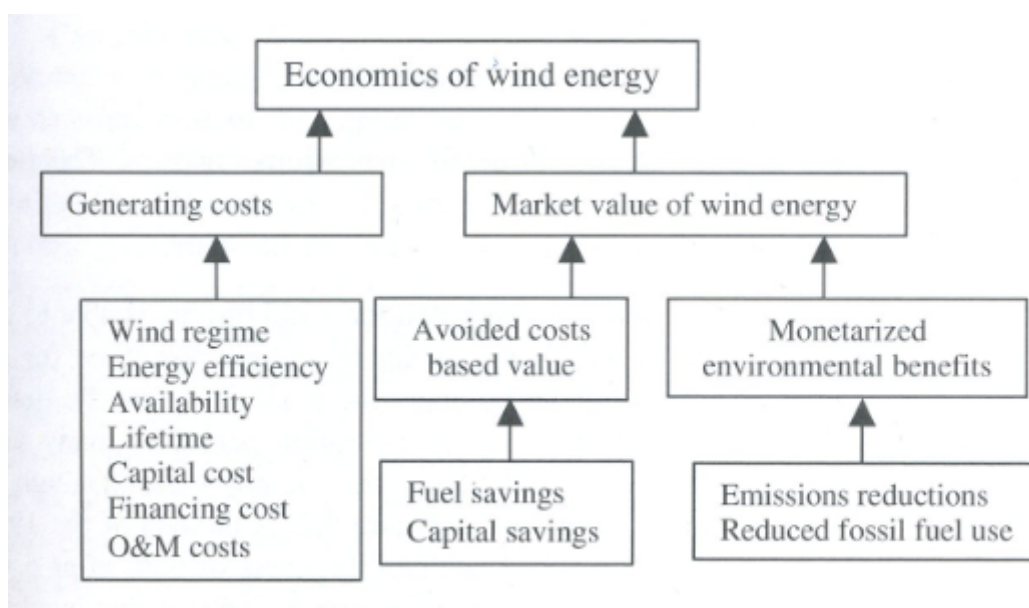 Economics of wind energy
Generating costs
Market value of wind energy
Wind regime
Energy efficiency
Availability
Lifetime
Capital cost
Financing cost
O&M costs
Avoided costs
based value
Monetarized
environmental benefits
Fuel savings
Capital savings
Emissions reductions
Reduced fossil fuel use